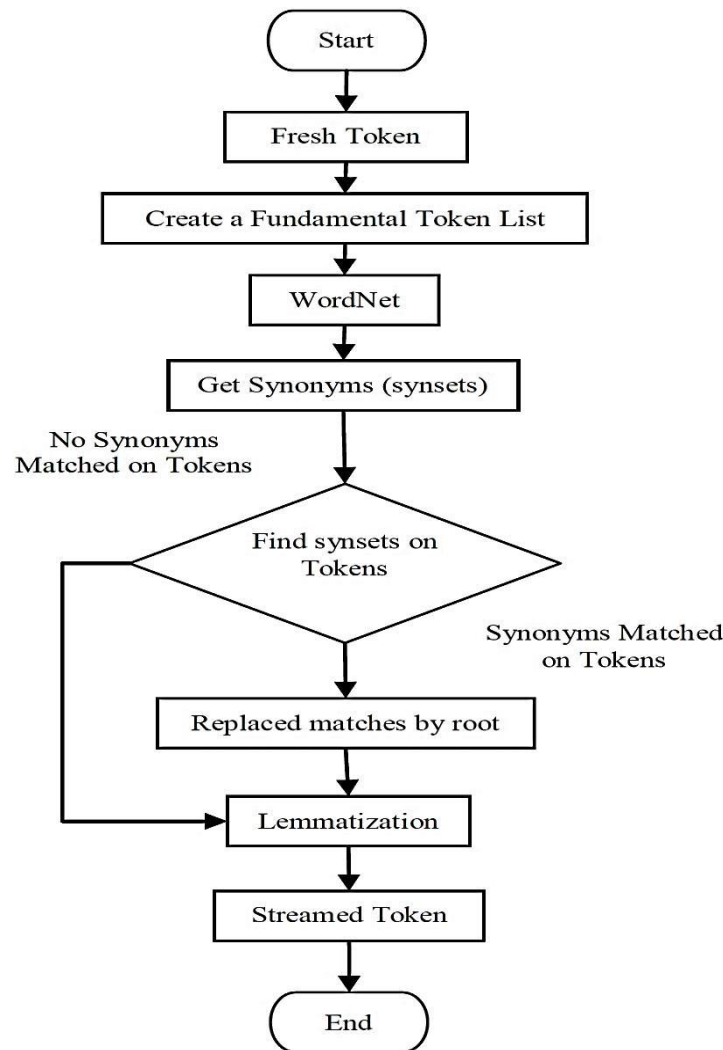 Start
Fresh Token
Create a Fundamental Token List
WordNet
Get Synonyms (synsets)
No Synonyms
Matched on Tokens
Find synsets on
Tokens
Synonyms Matched
on Tokens
Replaced matches by root
Lemmatization
Streamed Token
End